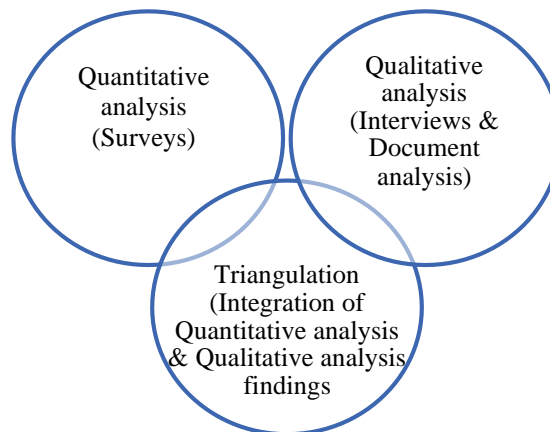 Quantitative
analysis
(Surveys)
Qualitative
analysis
(Interviews &
Document
analysis)
Triangulation
(Integration of
Quantitative analysis
& Qualitative analysis
findings